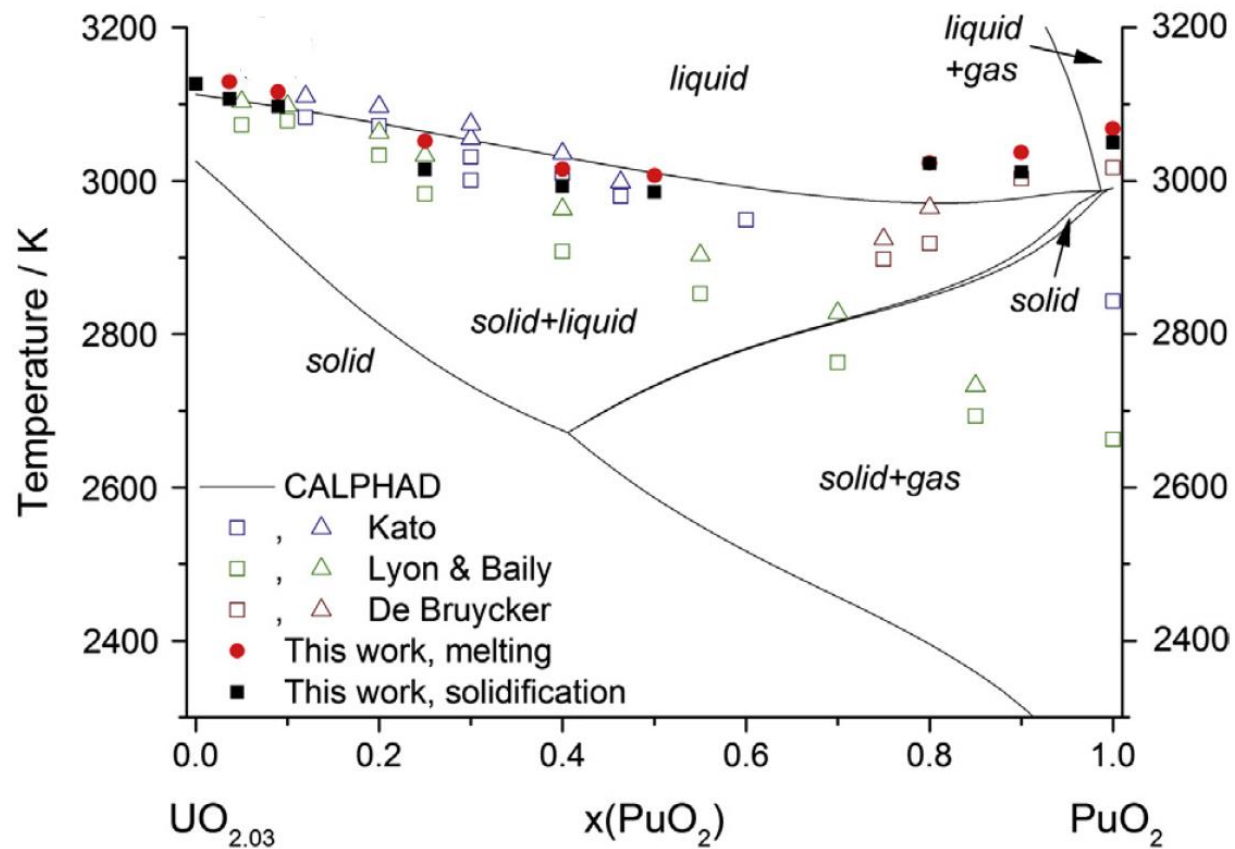 3200
3200
liquid
+gas
liquid
3000
3000
solid
2800
2800
solid+liquid
solid
solid+gas
2600
2600
CALPHAD
, Kato
, Lyon & Baily
, De Bruycker
2400
2400
This work, melting
This work, solidification
Temperature / K
0.0 0.2 0.4 0.6 0.8 1.0
UO2.03 x(PuO2) PuO2